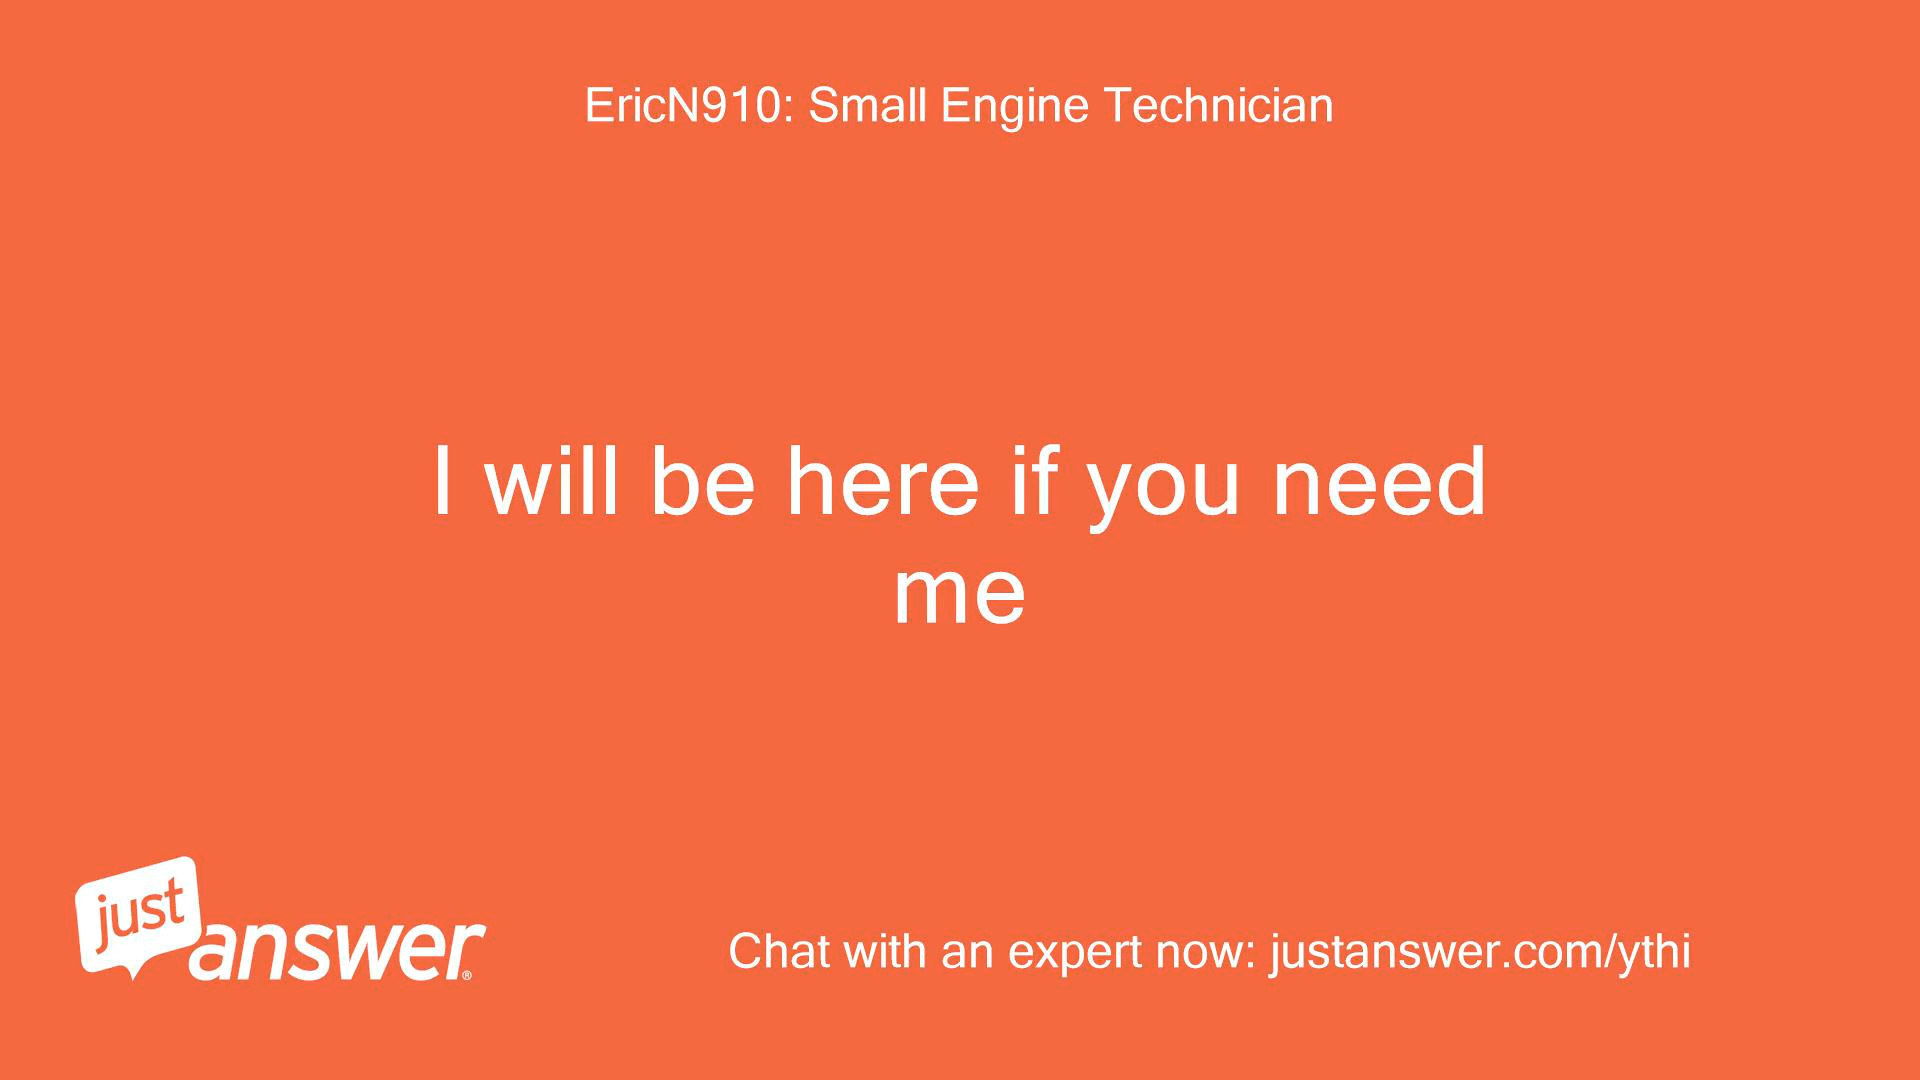 EricN910: Small Engine Technician
I will be here if you need
me
just
answer®
Chat with an expert now: justanswer.com/ythi